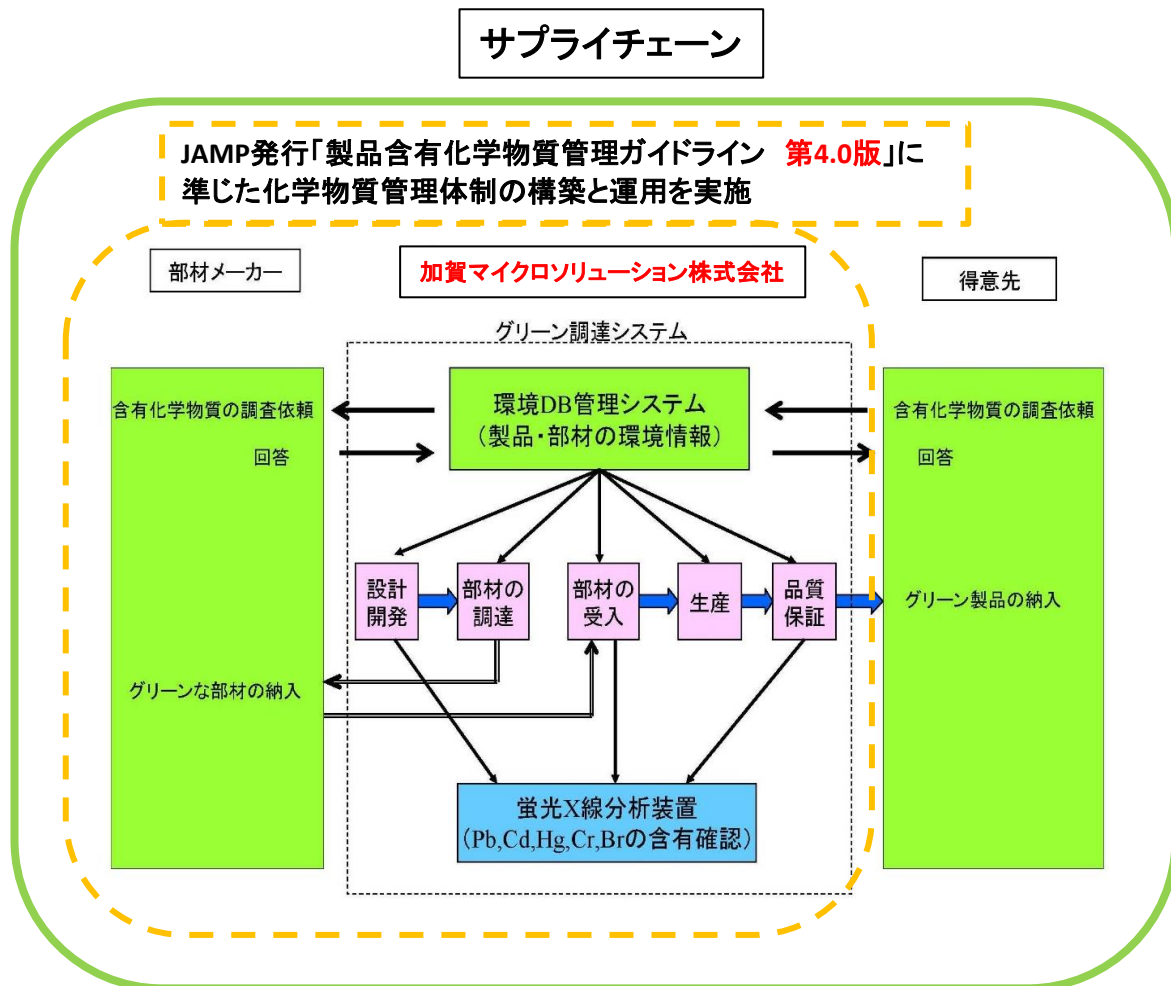 サプライチェーン
JAMP発行「製品含有化学物質管理ガイドライン 第4.0版」に
準じた化学物質管理体制の構築と運用を実施
部材メーカー
加賀マイクロソリューション株式会社
得意先
グリーン調達システム
含有化学物質の調査依頼
回答
グリーンな部材の納入
環境DB管理システム
(製品・部材の環境情報)
設計
開発
部材の
調達
部材の
受入
生産
品質
保証
蛍光X線分析装置
(Pb,Cd,Hg,Cr,Brの含有確認)
含有化学物質の調査依頼
回答
グリーン製品の納入